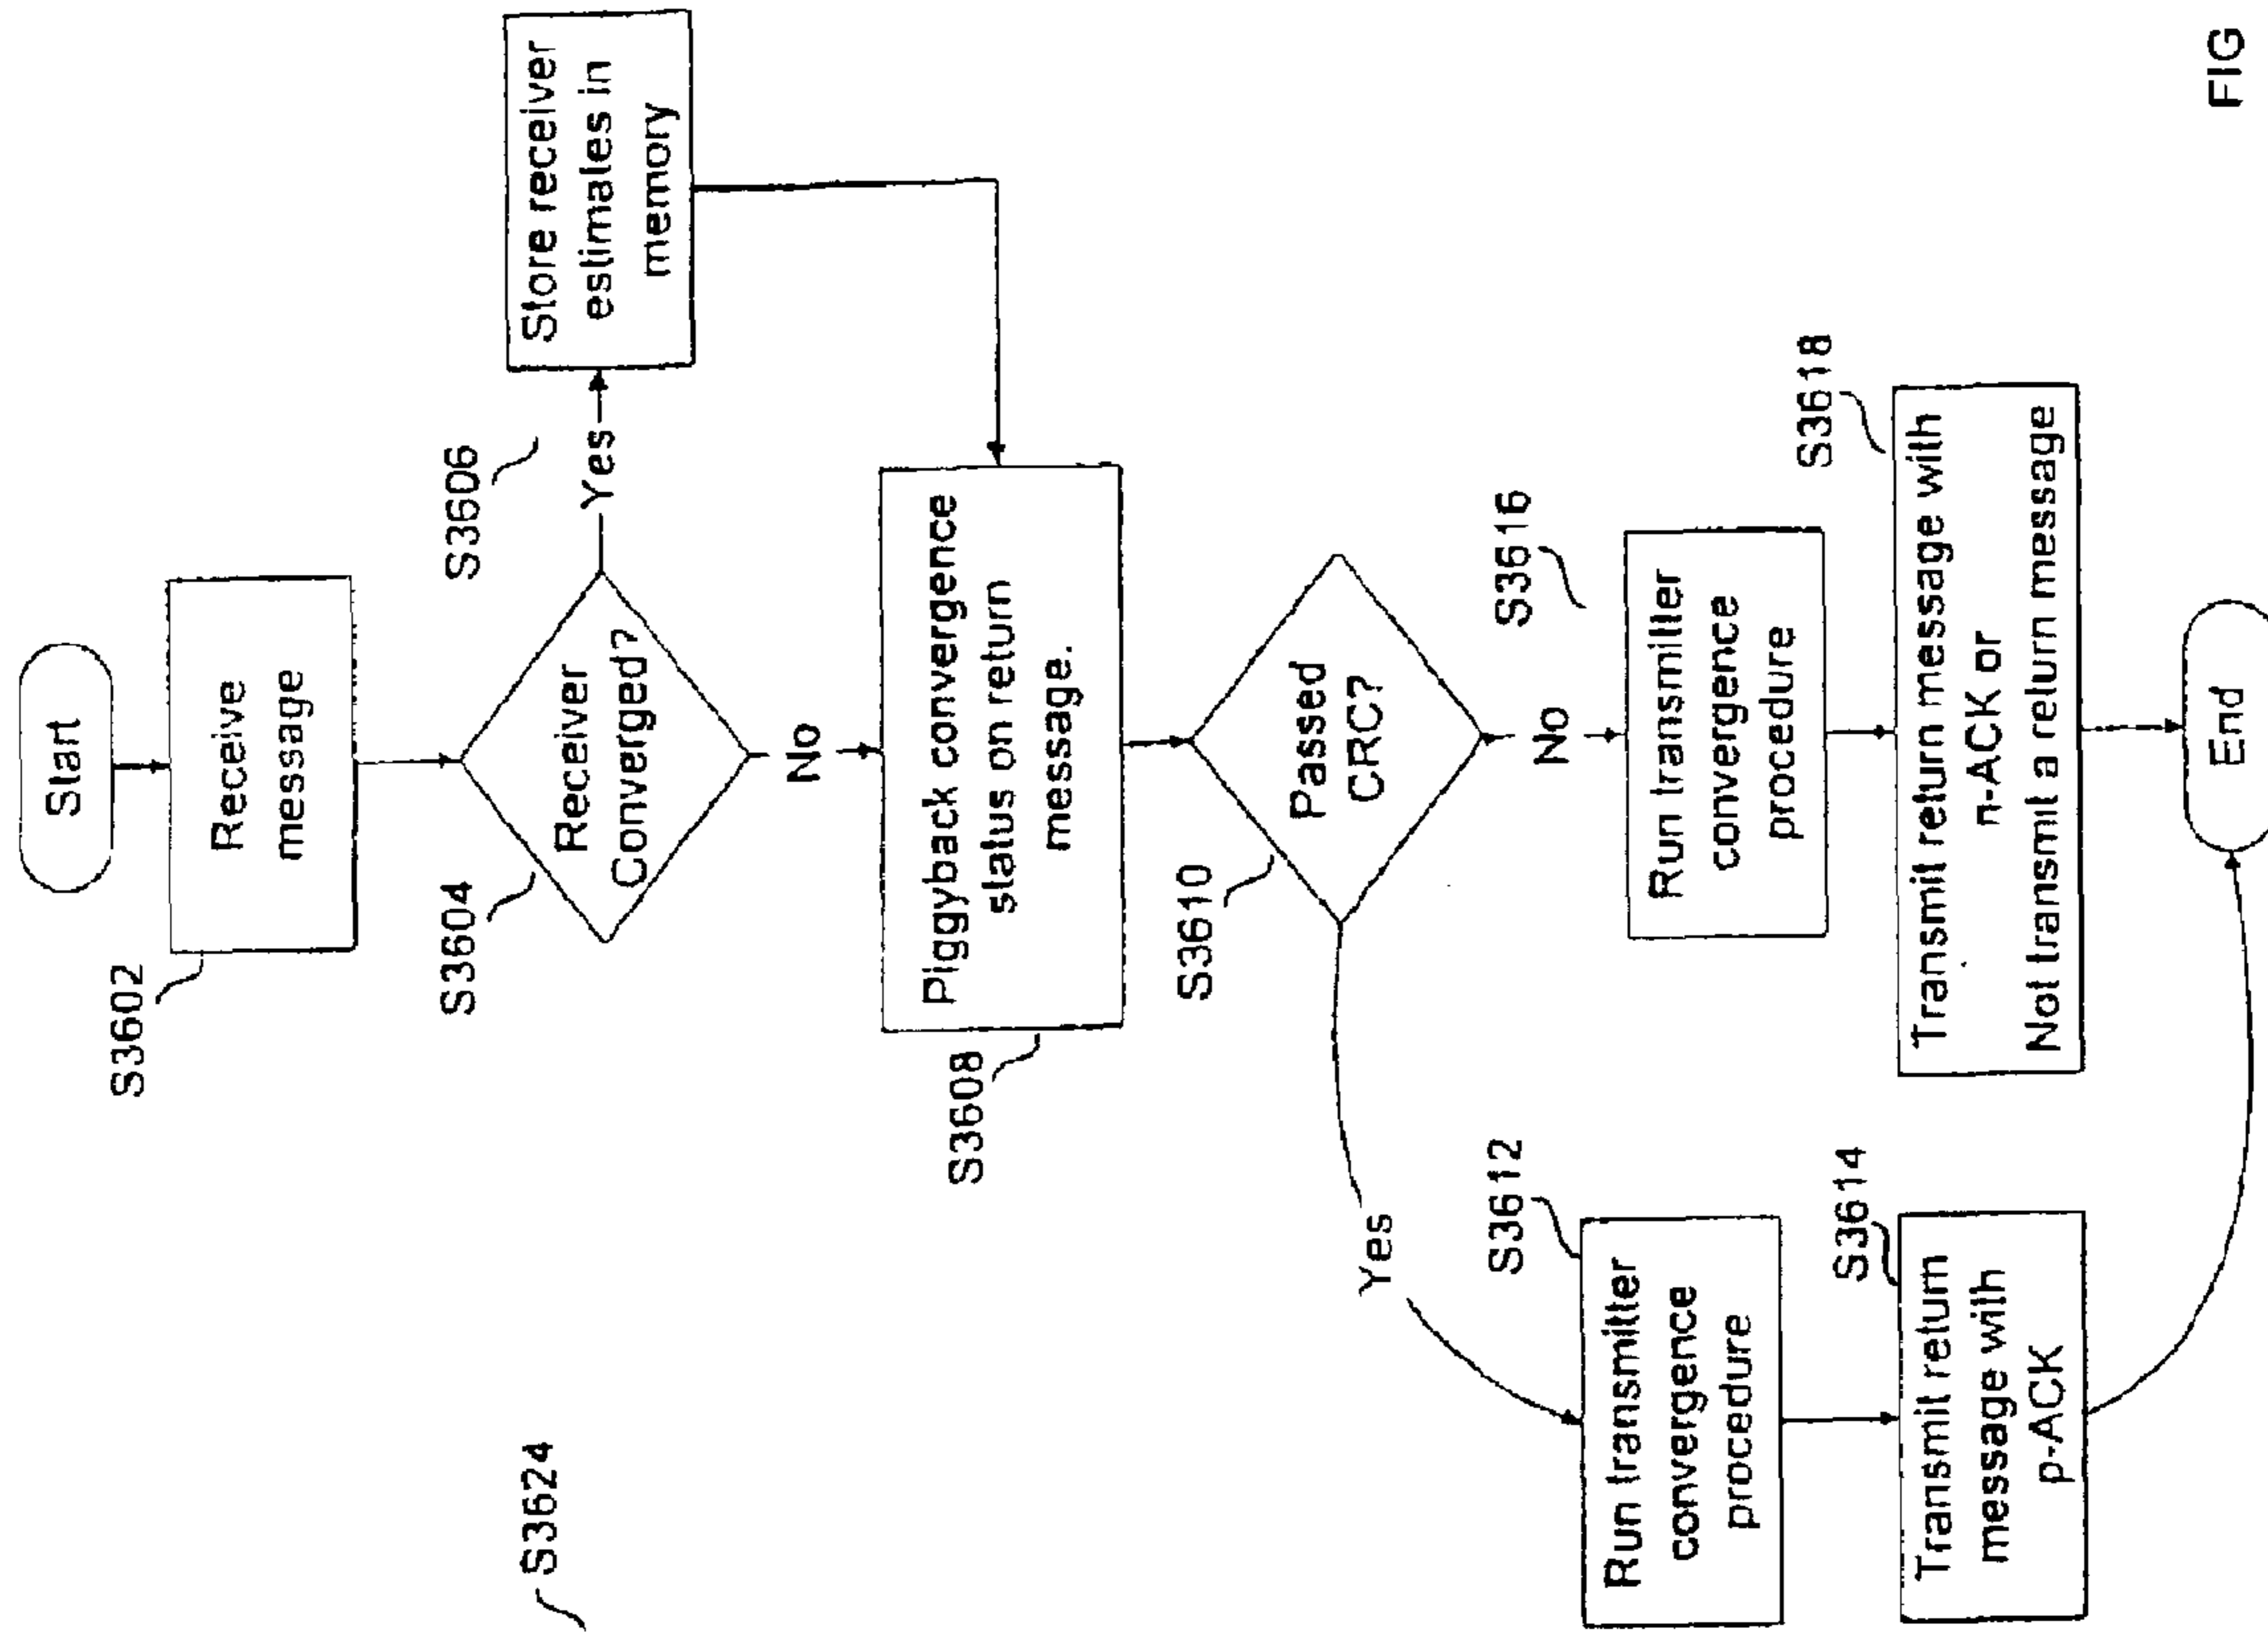 Start
S3602
Receive
message
S3604
Receiver
Converged?
S3606
Yes
Store receiver
estimates in
memory
No
S3608
Piggyback convergence
status on return
message.
S3610
Passed
CRC?
Yes
No
S3612
Run transmitter
convergence
procedure
S3614
Transmit return
message with
p-ACK
S3616
Run transmitter
convergence
procedure
S3618
Transmit return message with
n-ACK or
Not transmit a return message
End
S3624
FIG